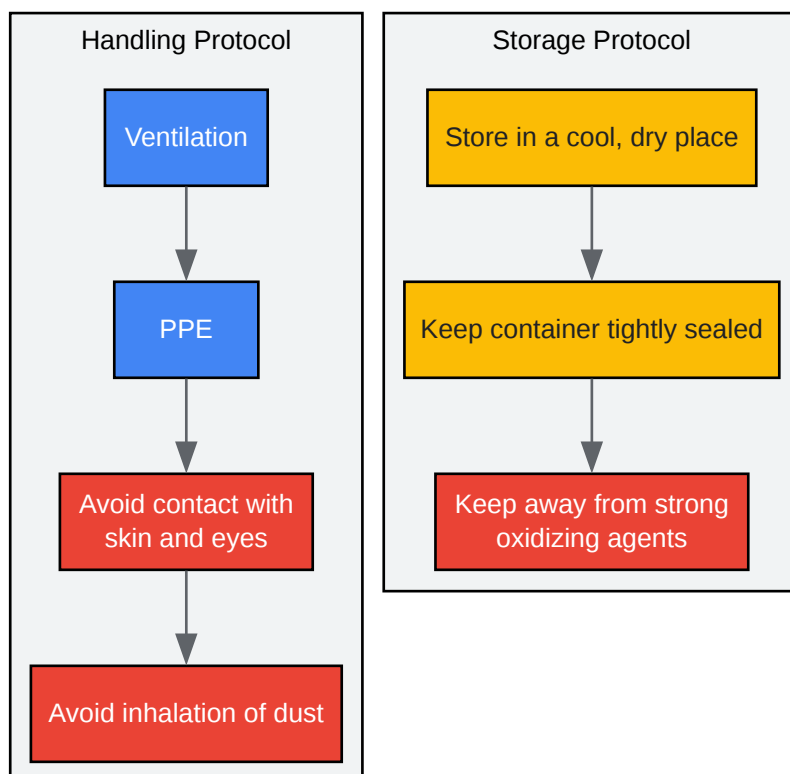 Handling Protocol
Ventilation
PPE
Avoid contact with
skin and eyes
Avoid inhalation of dust
Storage Protocol
Store in a cool, dry place
Keep container tightly sealed
Keep away from strong
oxidizing agents